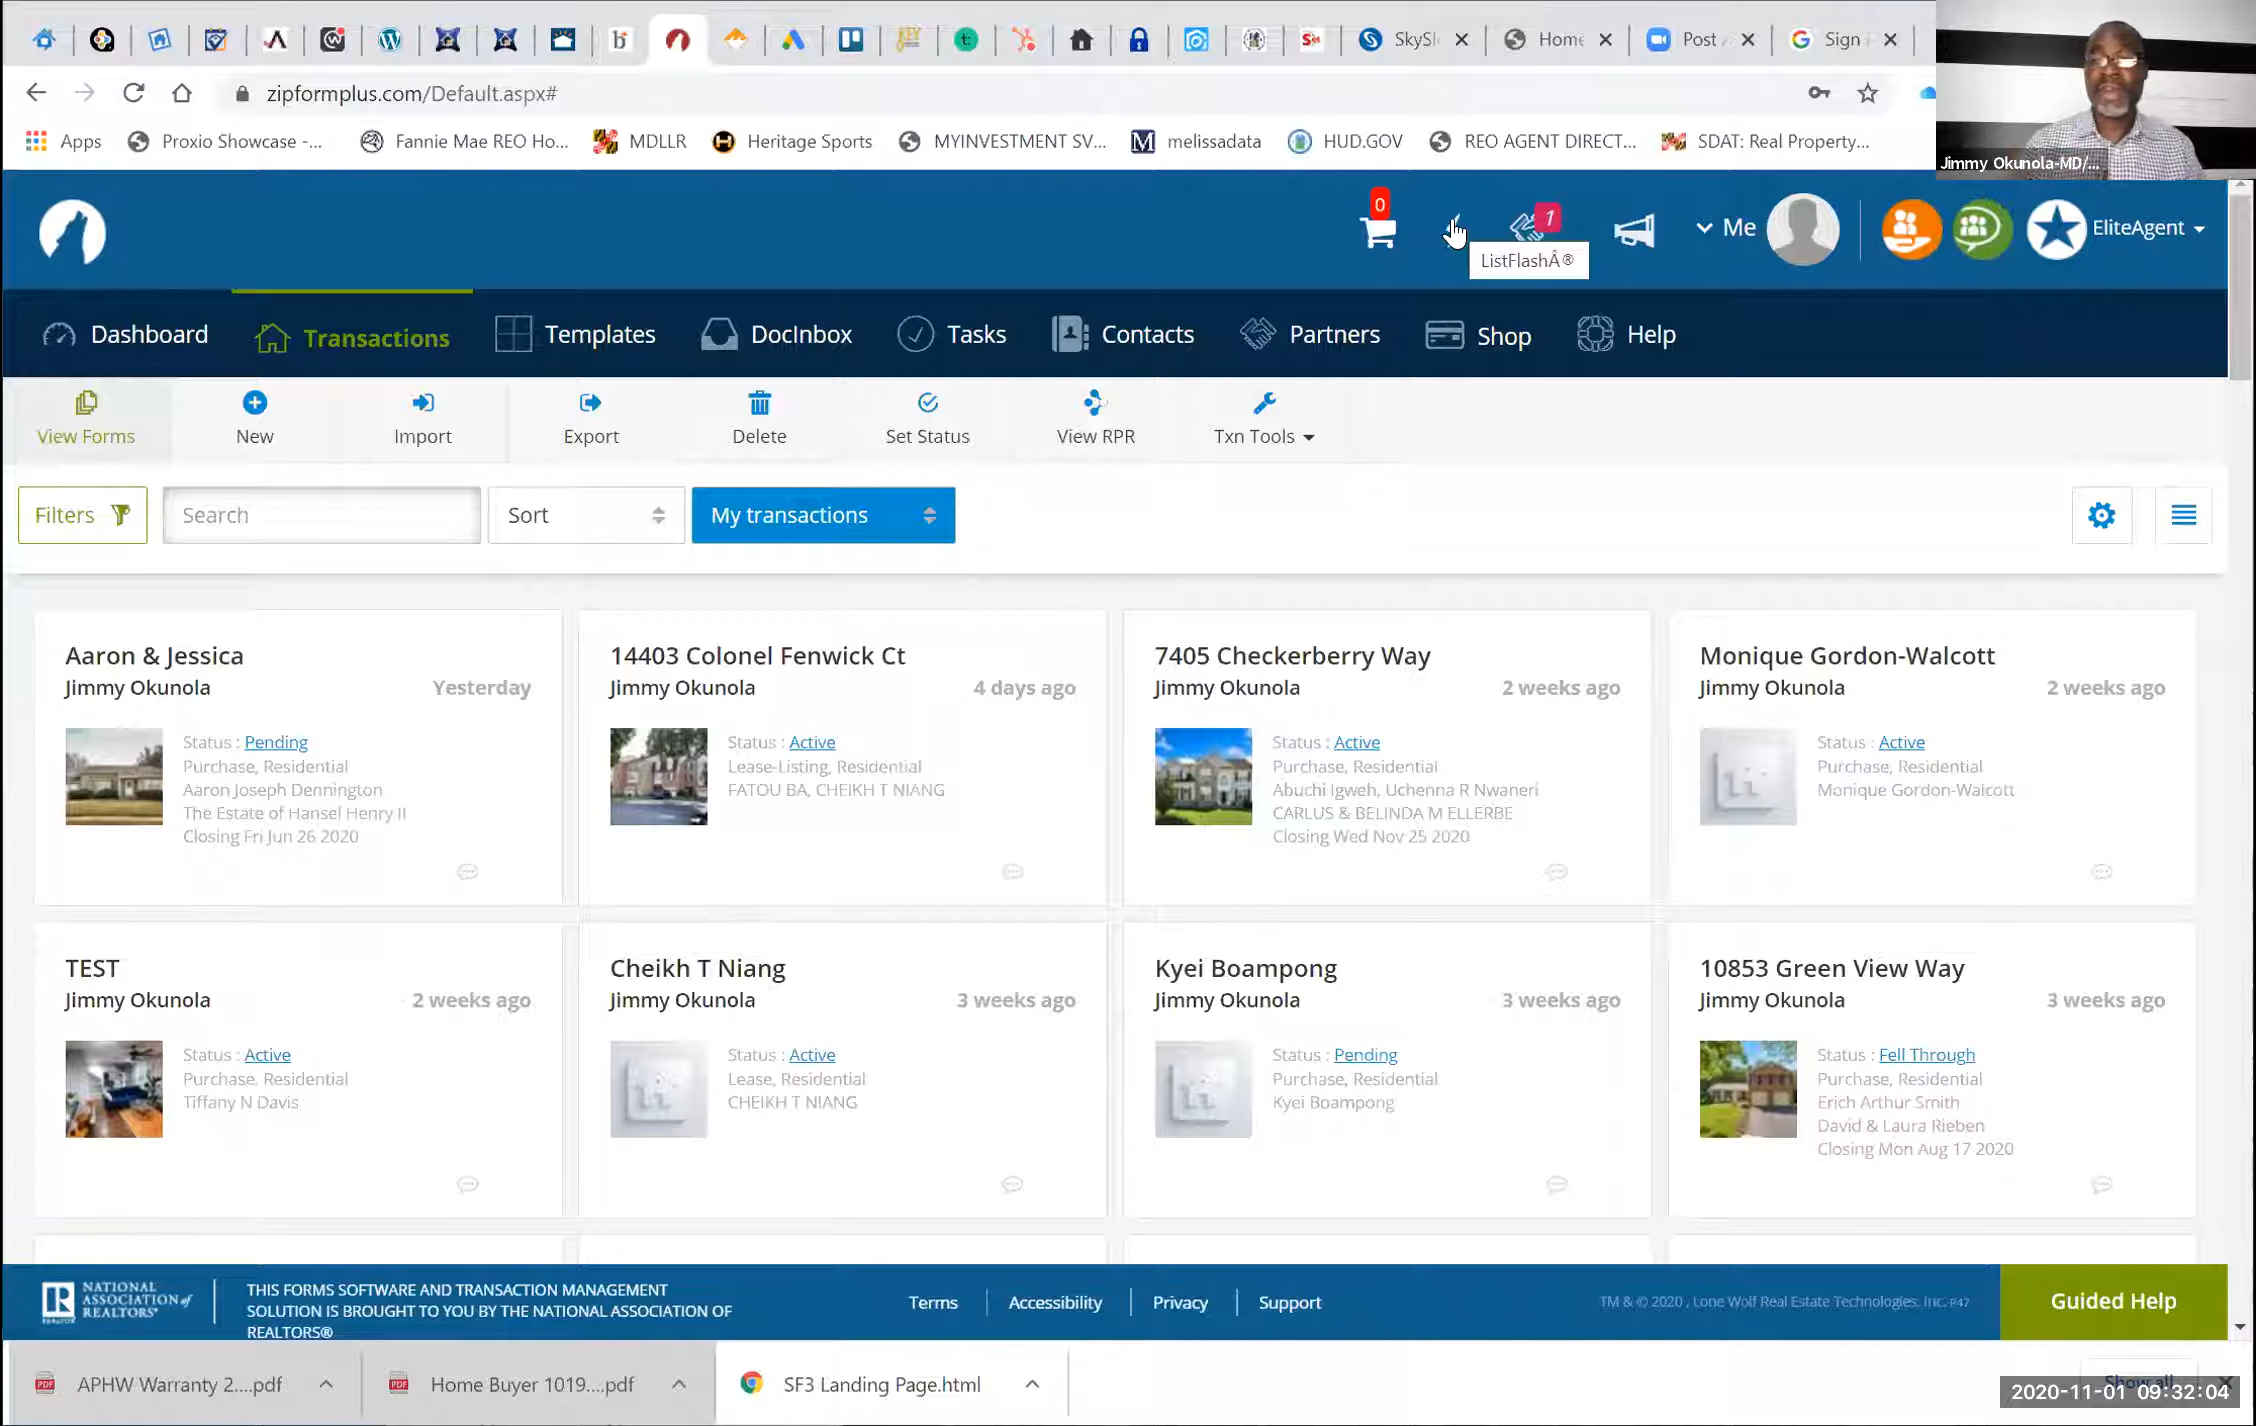 SkySl
Home
Post
Sign
zipformplus.com/Default.aspx#
Apps
Proxio Showcase -...
Fannie Mae REO Ho...
MDLLR
Heritage Sports
MYINVESTMENT SV...
melissadata
HUD.GOV
REO AGENT DIRECT...
SDAT: Real Property...
Jimmy Okunola-MD/...
0
1
Me
EliteAgent
ListFlashÂ®
Dashboard
Transactions
Templates
DocInbox
Tasks
Contacts
Partners
Shop
Help
View Forms
New
Import
Export
Delete
Set Status
View RPR
Txn Tools
Filters
Search
Sort
My transactions
Aaron & Jessica
Jimmy Okunola
Yesterday
Status : Pending
Purchase, Residential
Aaron Joseph Dennington
The Estate of Hansel Henry II
Closing Fri Jun 26 2020
14403 Colonel Fenwick Ct
Jimmy Okunola
4 days ago
Status : Active
Lease-Listing, Residential
FATOU BA, CHEIKH T NIANG
7405 Checkerberry Way
Jimmy Okunola
2 weeks ago
Status : Active
Purchase, Residential
Abuchi Igweh, Uchenna R Nwaneri
CARLUS & BELINDA M ELLERBE
Closing Wed Nov 25 2020
Monique Gordon-Walcott
Jimmy Okunola
2 weeks ago
Status : Active
Purchase, Residential
Monique Gordon-Walcott
TEST
Jimmy Okunola
2 weeks ago
Status : Active
Purchase, Residential
Tiffany N Davis
Cheikh T Niang
Jimmy Okunola
3 weeks ago
Status : Active
Lease, Residential
CHEIKH T NIANG
Kyei Boampong
Jimmy Okunola
3 weeks ago
Status : Pending
Purchase, Residential
Kyei Boampong
10853 Green View Way
Jimmy Okunola
3 weeks ago
Status : Fell Through
Purchase, Residential
Erich Arthur Smith
David & Laura Rieben
Closing Mon Aug 17 2020
NATIONAL
ASSOCIATION of
REALTORS®
THIS FORMS SOFTWARE AND TRANSACTION MANAGEMENT
SOLUTION IS BROUGHT TO YOU BY THE NATIONAL ASSOCIATION OF
REALTORS®
Terms
Accessibility
Privacy
Support
TM & © 2020 , Lone Wolf Real Estate Technologies, Inc. P47
Guided Help
APHW Warranty 2....pdf
Home Buyer 1019....pdf
SF3 Landing Page.html
Show all
2020-11-01 09:32:04